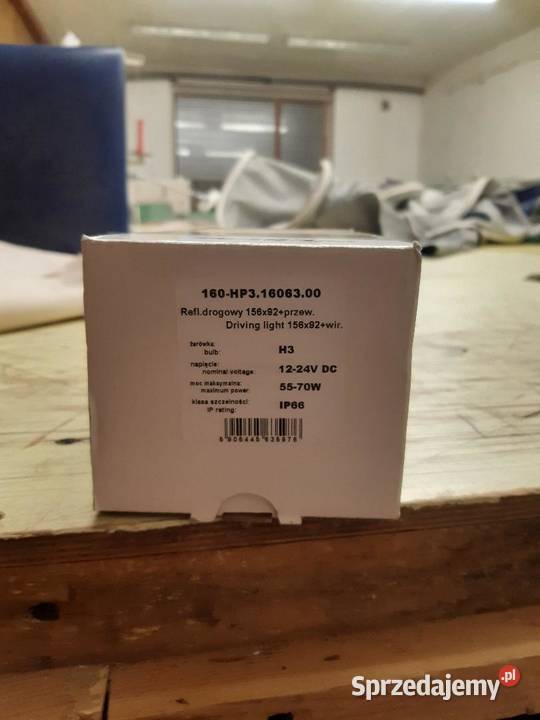 160-HP3.16063.00
Refl.drogowy 156x92+przew.
Driving light 156x92+wir.
żarówka:
bulb: H3
napięcie:
nominal voltage: 12-24V DC
moc maksymalna:
maximum power: 55-70W
klasa szczelności:
IP rating: IP66
Sprzedajemy.pl